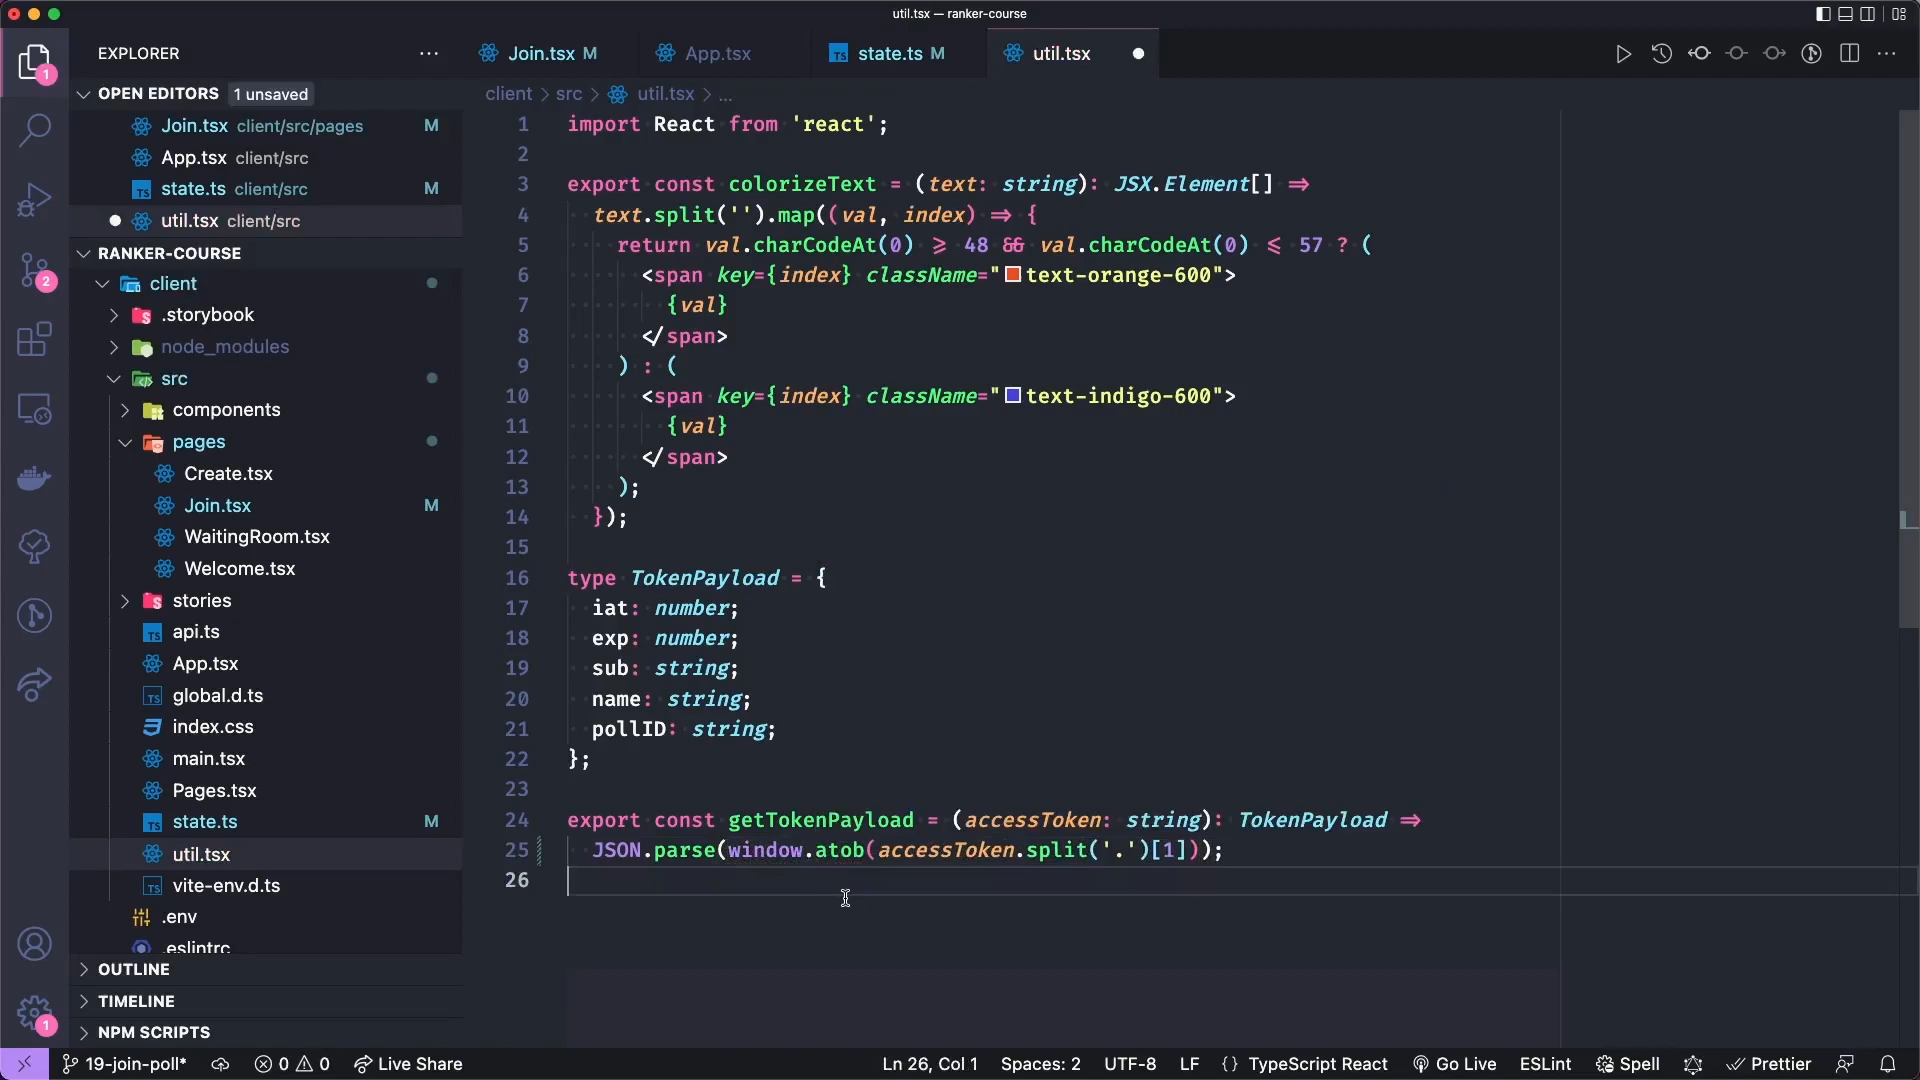 util.tsx — ranker-course
EXPLORER
Join.tsx M
App.tsx
TS state.ts M
util.tsx
OPEN EDITORS 1 unsaved
client > src > util.tsx > ...
Join.tsx client/src/pages M
App.tsx client/src
TS state.ts client/src M
util.tsx client/src
RANKER-COURSE
client
.storybook
node_modules
src
components
pages
Create.tsx
Join.tsx M
WaitingRoom.tsx
Welcome.tsx
stories
TS api.ts
App.tsx
TS global.d.ts
index.css
main.tsx
Pages.tsx
TS state.ts M
util.tsx
TS vite-env.d.ts
.env
.eslintrc
OUTLINE
TIMELINE
NPM SCRIPTS
1
2
1
1 import React from 'react';
2
3 export const colorizeText = (text: string): JSX.Element[] =>
4 text.split('').map((val, index) => {
5 return val.charCodeAt(0) >= 48 && val.charCodeAt(0) <= 57 ? (
6 <span key={index} className="text-orange-600">
7 {val}
8 </span>
9 ) : (
10 <span key={index} className="text-indigo-600">
11 {val}
12 </span>
13 );
14 });
15
16 type TokenPayload = {
17 iat: number;
18 exp: number;
19 sub: string;
20 name: string;
21 pollID: string;
22 };
23
24 export const getTokenPayload = (accessToken: string): TokenPayload =>
25 JSON.parse(window.atob(accessToken.split('.')[1]));
26
19-join-poll* 0 0 Live Share Ln 26, Col 1 Spaces: 2 UTF-8 LF {} TypeScript React Go Live ESLint Spell Prettier